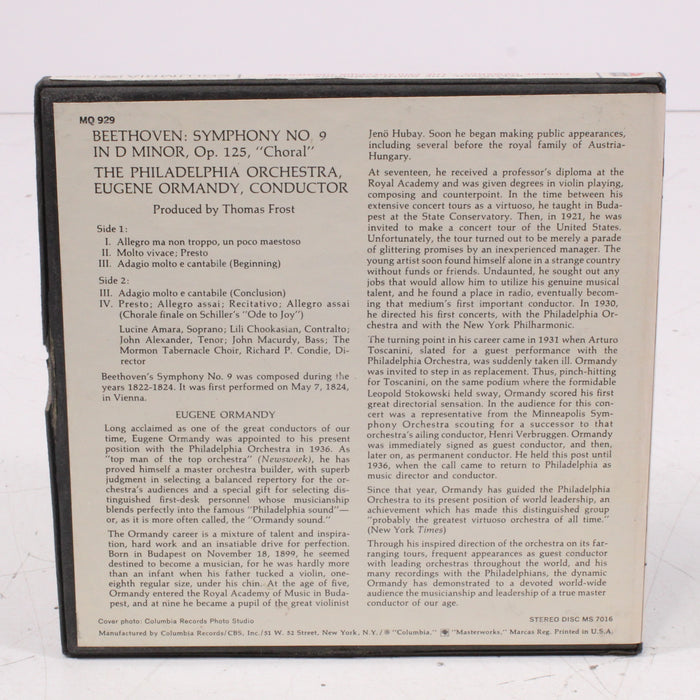 MQ 929
BEETHOVEN: SYMPHONY NO. 9
IN D MINOR, Op. 125, "Choral"
THE PHILADELPHIA ORCHESTRA,
EUGENE ORMANDY, CONDUCTOR
Produced by Thomas Frost
Side 1:
I. Allegro ma non troppo, un poco maestoso
II. Molto vivace; Presto
III. Adagio molto e cantabile (Beginning)
Side 2:
III. Adagio molto e cantabile (Conclusion)
IV. Presto; Allegro assai; Recitativo; Allegro assai
(Chorale finale on Schiller's "Ode to Joy")
Lucine Amara, Soprano; Lili Chookasian, Contralto;
John Alexander, Tenor; John Macurdy, Bass; The
Mormon Tabernacle Choir, Richard P. Condie, Di-
rector
Beethoven's Symphony No. 9 was composed during the
years 1822-1824. It was first performed on May 7, 1824,
in Vienna.
EUGENE ORMANDY
Long acclaimed as one of the great conductors of our
time, Eugene Ormandy was appointed to his present
position with the Philadelphia Orchestra in 1936. As
"top man of the top orchestra" (Newsweek), he has
proved himself a master orchestra builder, with superb
judgment in selecting a balanced repertory for the or-
chestra's audiences and a special gift for selecting dis-
tinguished first-desk personnel whose musicianship
blends perfectly into the famous "Philadelphia sound"—
or, as it is more often called, the "Ormandy sound."
The Ormandy career is a mixture of talent and inspira-
tion, hard work and an insatiable drive for perfection.
Born in Budapest on November 18, 1899, he seemed
destined to become a musician, for he was hardly more
than an infant when his father tucked a violin, one-
eighth regular size, under his chin. At the age of five,
Ormandy entered the Royal Academy of Music in Buda-
pest, and at nine he became a pupil of the great violinist
Jenö Hubay. Soon he began making public appearances,
including several before the royal family of Austria-
Hungary.
At seventeen, he received a professor's diploma at the
Royal Academy and was given degrees in violin playing,
composing and counterpoint. In the time between his
extensive concert tours as a virtuoso, he taught in Buda-
pest at the State Conservatory. Then, in 1921, he was
invited to make a concert tour of the United States.
Unfortunately, the tour turned out to be merely a parade
of glittering promises by an inexperienced manager. The
young artist soon found himself alone in a strange country
without funds or friends. Undaunted, he sought out any
jobs that would allow him to utilize his genuine musical
talent, and he found a place in radio, eventually becom-
ing that medium's first important conductor. In 1930,
he directed his first concerts, with the Philadelphia Or-
chestra and with the New York Philharmonic.
The turning point in his career came in 1931 when Arturo
Toscanini, slated for a guest performance with the
Philadelphia Orchestra, was suddenly taken ill. Ormandy
was invited to step in as replacement. Thus, pinch-hitting
for Toscanini, on the same podium where the formidable
Leopold Stokowski held sway, Ormandy scored his first
great directorial sensation. In the audience for this con-
cert was a representative from the Minneapolis Sym-
phony Orchestra scouting for a successor to that
orchestra's ailing conductor, Henri Verbruggen. Ormandy
was immediately signed as guest conductor, and then,
later on, as permanent conductor. He held this post until
1936, when the call came to return to Philadelphia as
music director and conductor.
Since that year, Ormandy has guided the Philadelphia
Orchestra to its present position of world leadership, an
achievement which has made this distinguished group
"probably the greatest virtuoso orchestra of all time."
(New York Times)
Through his inspired direction of the orchestra on its far-
ranging tours, frequent appearances as guest conductor
with leading orchestras throughout the world, and his
many recordings with the Philadelphians, the dynamic
Ormandy has demonstrated to a devoted world-wide
audience the musicianship and leadership of a true master
conductor of our age.
Cover photo: Columbia Records Photo Studio
STEREO DISC MS 7016
Manufactured by Columbia Records/CBS, Inc./51 W. 52 Street, New York, N.Y./® "Columbia," "Masterworks," Marcas Reg. Printed in U.S.A.